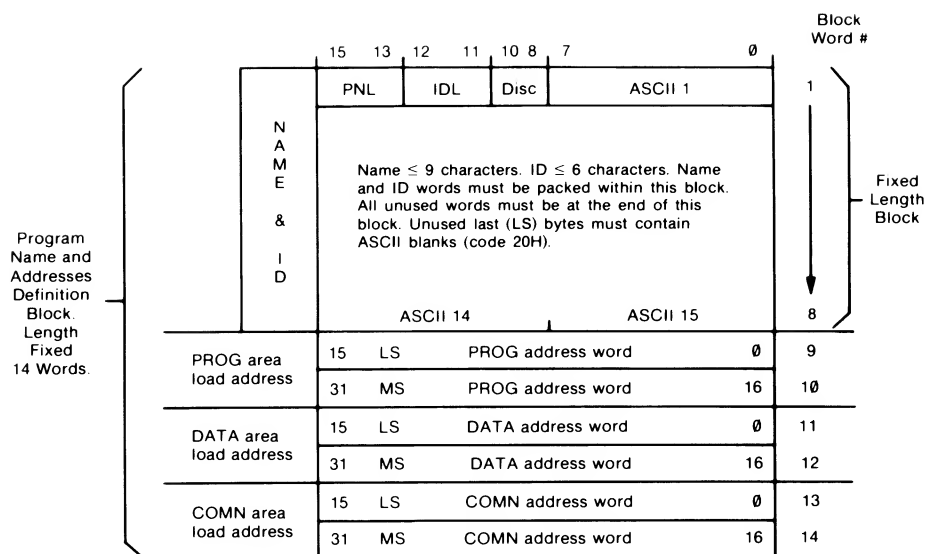 Block
Word #
15 13 12 11 10 8 7 0
PNL IDL Disc ASCII 1 1
N
A
M
E
&
I
D
Name ≤ 9 characters. ID ≤ 6 characters. Name
and ID words must be packed within this block.
All unused words must be at the end of this
block. Unused last (LS) bytes must contain
ASCII blanks (code 20H).
ASCII 14 ASCII 15 8
Fixed
Length
Block
Program
Name and
Addresses
Definition
Block.
Length
Fixed
14 Words.
PROG area
load address
15 LS PROG address word 0 9
31 MS PROG address word 16 10
DATA area
load address
15 LS DATA address word 0 11
31 MS DATA address word 16 12
COMN area
load address
15 LS COMN address word 0 13
31 MS COMN address word 16 14